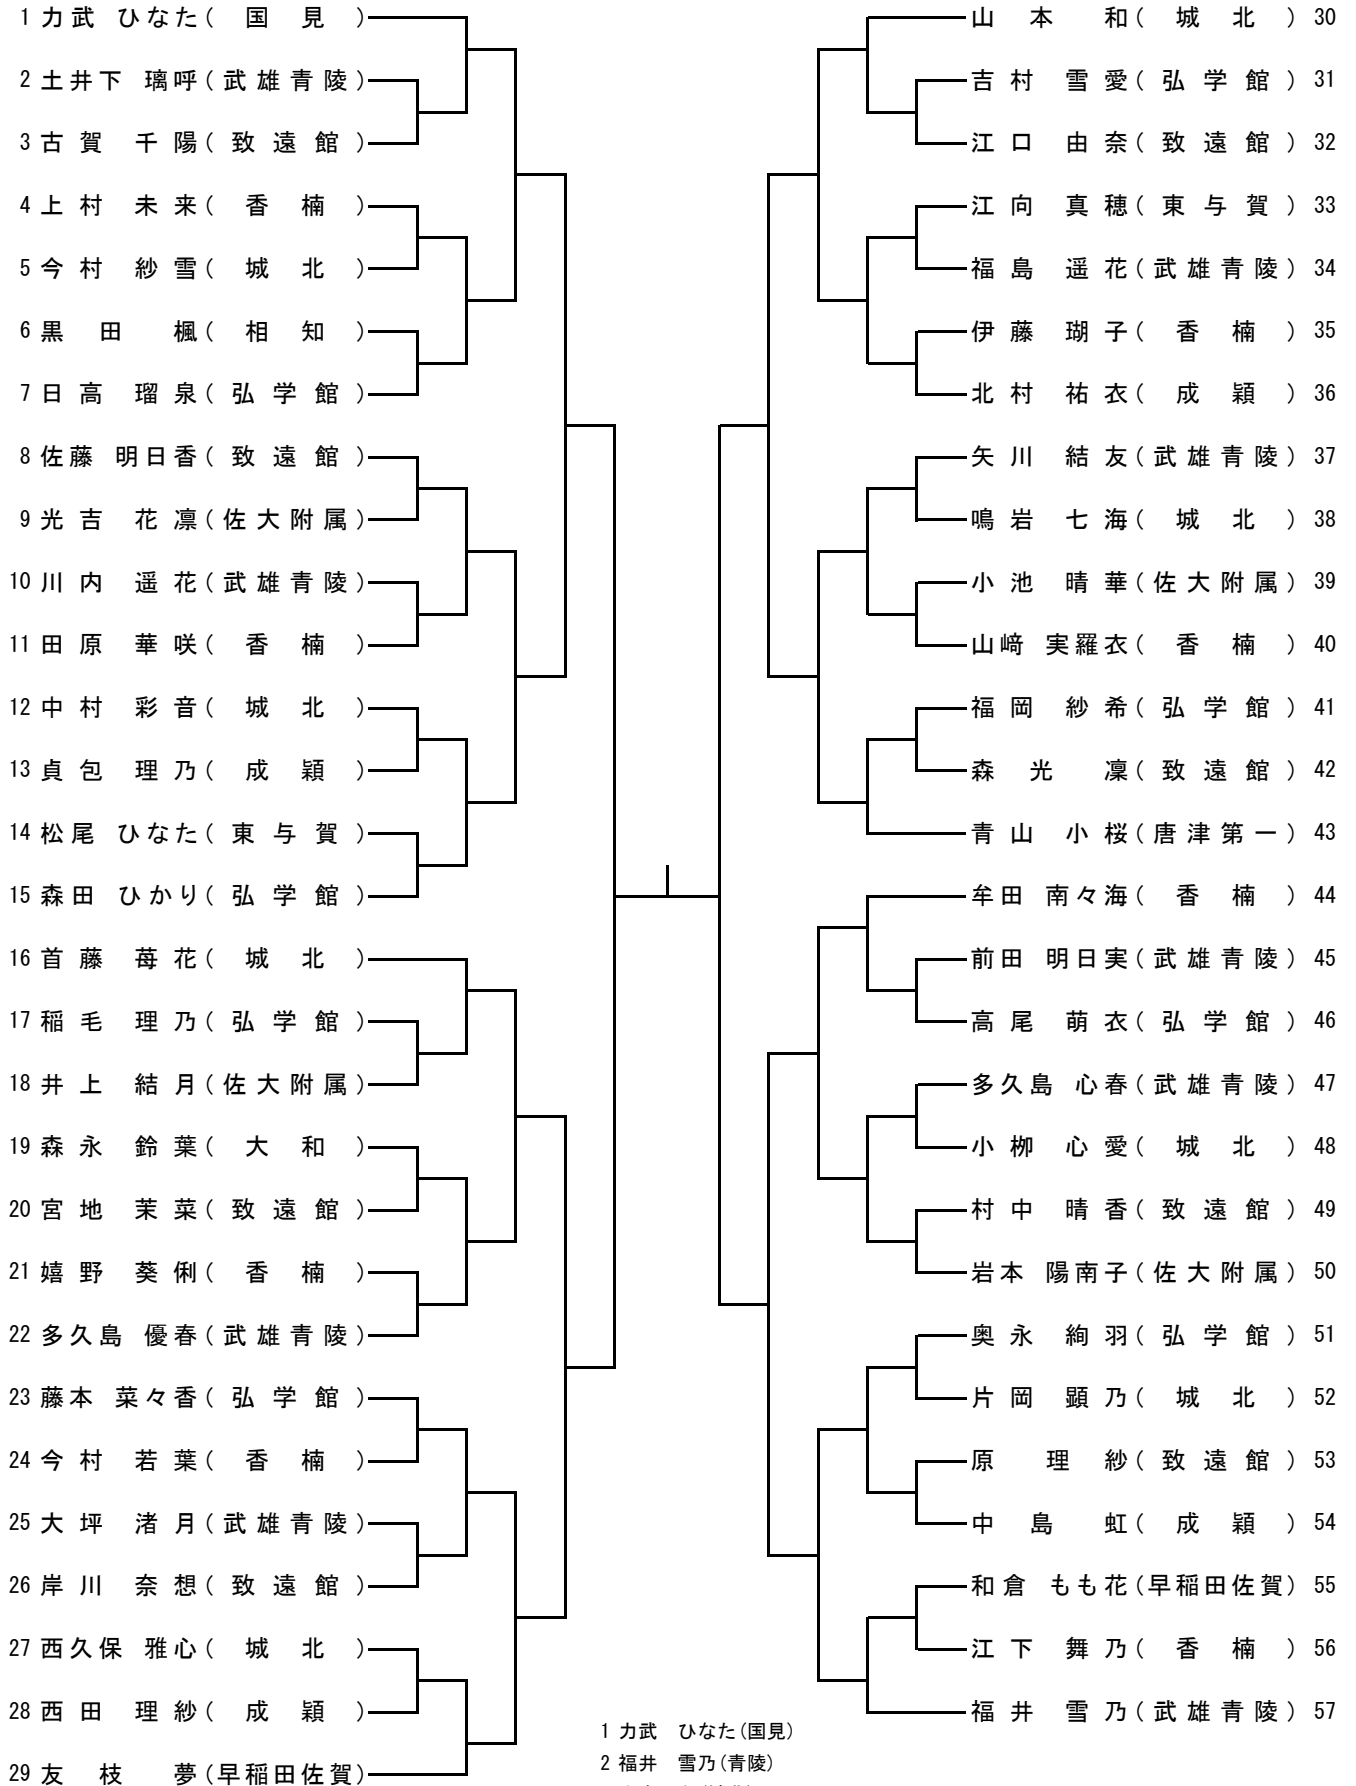 1 力武 ひなた(国見)
2 土井下 璃呼(武雄青陵)
3 古賀 千陽(致遠館)
4 上村 未来(香楠)
5 今村 紗雪(城北)
6 黒田 楓(相知)
7 日高 瑠泉(弘学館)
8 佐藤 明日香(致遠館)
9 光吉 花凛(佐大附属)
10 川内 遥花(武雄青陵)
11 田原 華咲(香楠)
12 中村 彩音(城北)
13 貞包 理乃(成穎)
14 松尾 ひなた(東与賀)
15 森田 ひかり(弘学館)
16 首藤 苺花(城北)
17 稲毛 理乃(弘学館)
18 井上 結月(佐大附属)
19 森永 鈴葉(大和)
20 宮地 茉菜(致遠館)
21 嬉野 葵俐(香楠)
22 多久島 優春(武雄青陵)
23 藤本 菜々香(弘学館)
24 今村 若葉(香楠)
25 大坪 渚月(武雄青陵)
26 岸川 奈想(致遠館)
27 西久保 雅心(城北)
28 西田 理紗(成穎)
29 友枝 夢(早稲田佐賀)
山本 和(城北) 30
吉村 雪愛(弘学館) 31
江口 由奈(致遠館) 32
江向 真穂(東与賀) 33
福島 遥花(武雄青陵) 34
伊藤 瑚子(香楠) 35
北村 祐衣(成穎) 36
矢川 結友(武雄青陵) 37
鳴岩 七海(城北) 38
小池 晴華(佐大附属) 39
山﨑 実羅衣(香楠) 40
福岡 紗希(弘学館) 41
森光 凜(致遠館) 42
青山 小桜(唐津第一) 43
牟田 南々海(香楠) 44
前田 明日実(武雄青陵) 45
高尾 萌衣(弘学館) 46
多久島 心春(武雄青陵) 47
小栁 心愛(城北) 48
村中 晴香(致遠館) 49
岩本 陽南子(佐大附属) 50
奥永 絢羽(弘学館) 51
片岡 顕乃(城北) 52
原 理紗(致遠館) 53
中島 虹(成穎) 54
和倉 もも花(早稲田佐賀) 55
江下 舞乃(香楠) 56
福井 雪乃(武雄青陵) 57
1 力武 ひなた(国見)
2 福井 雪乃(青陵)